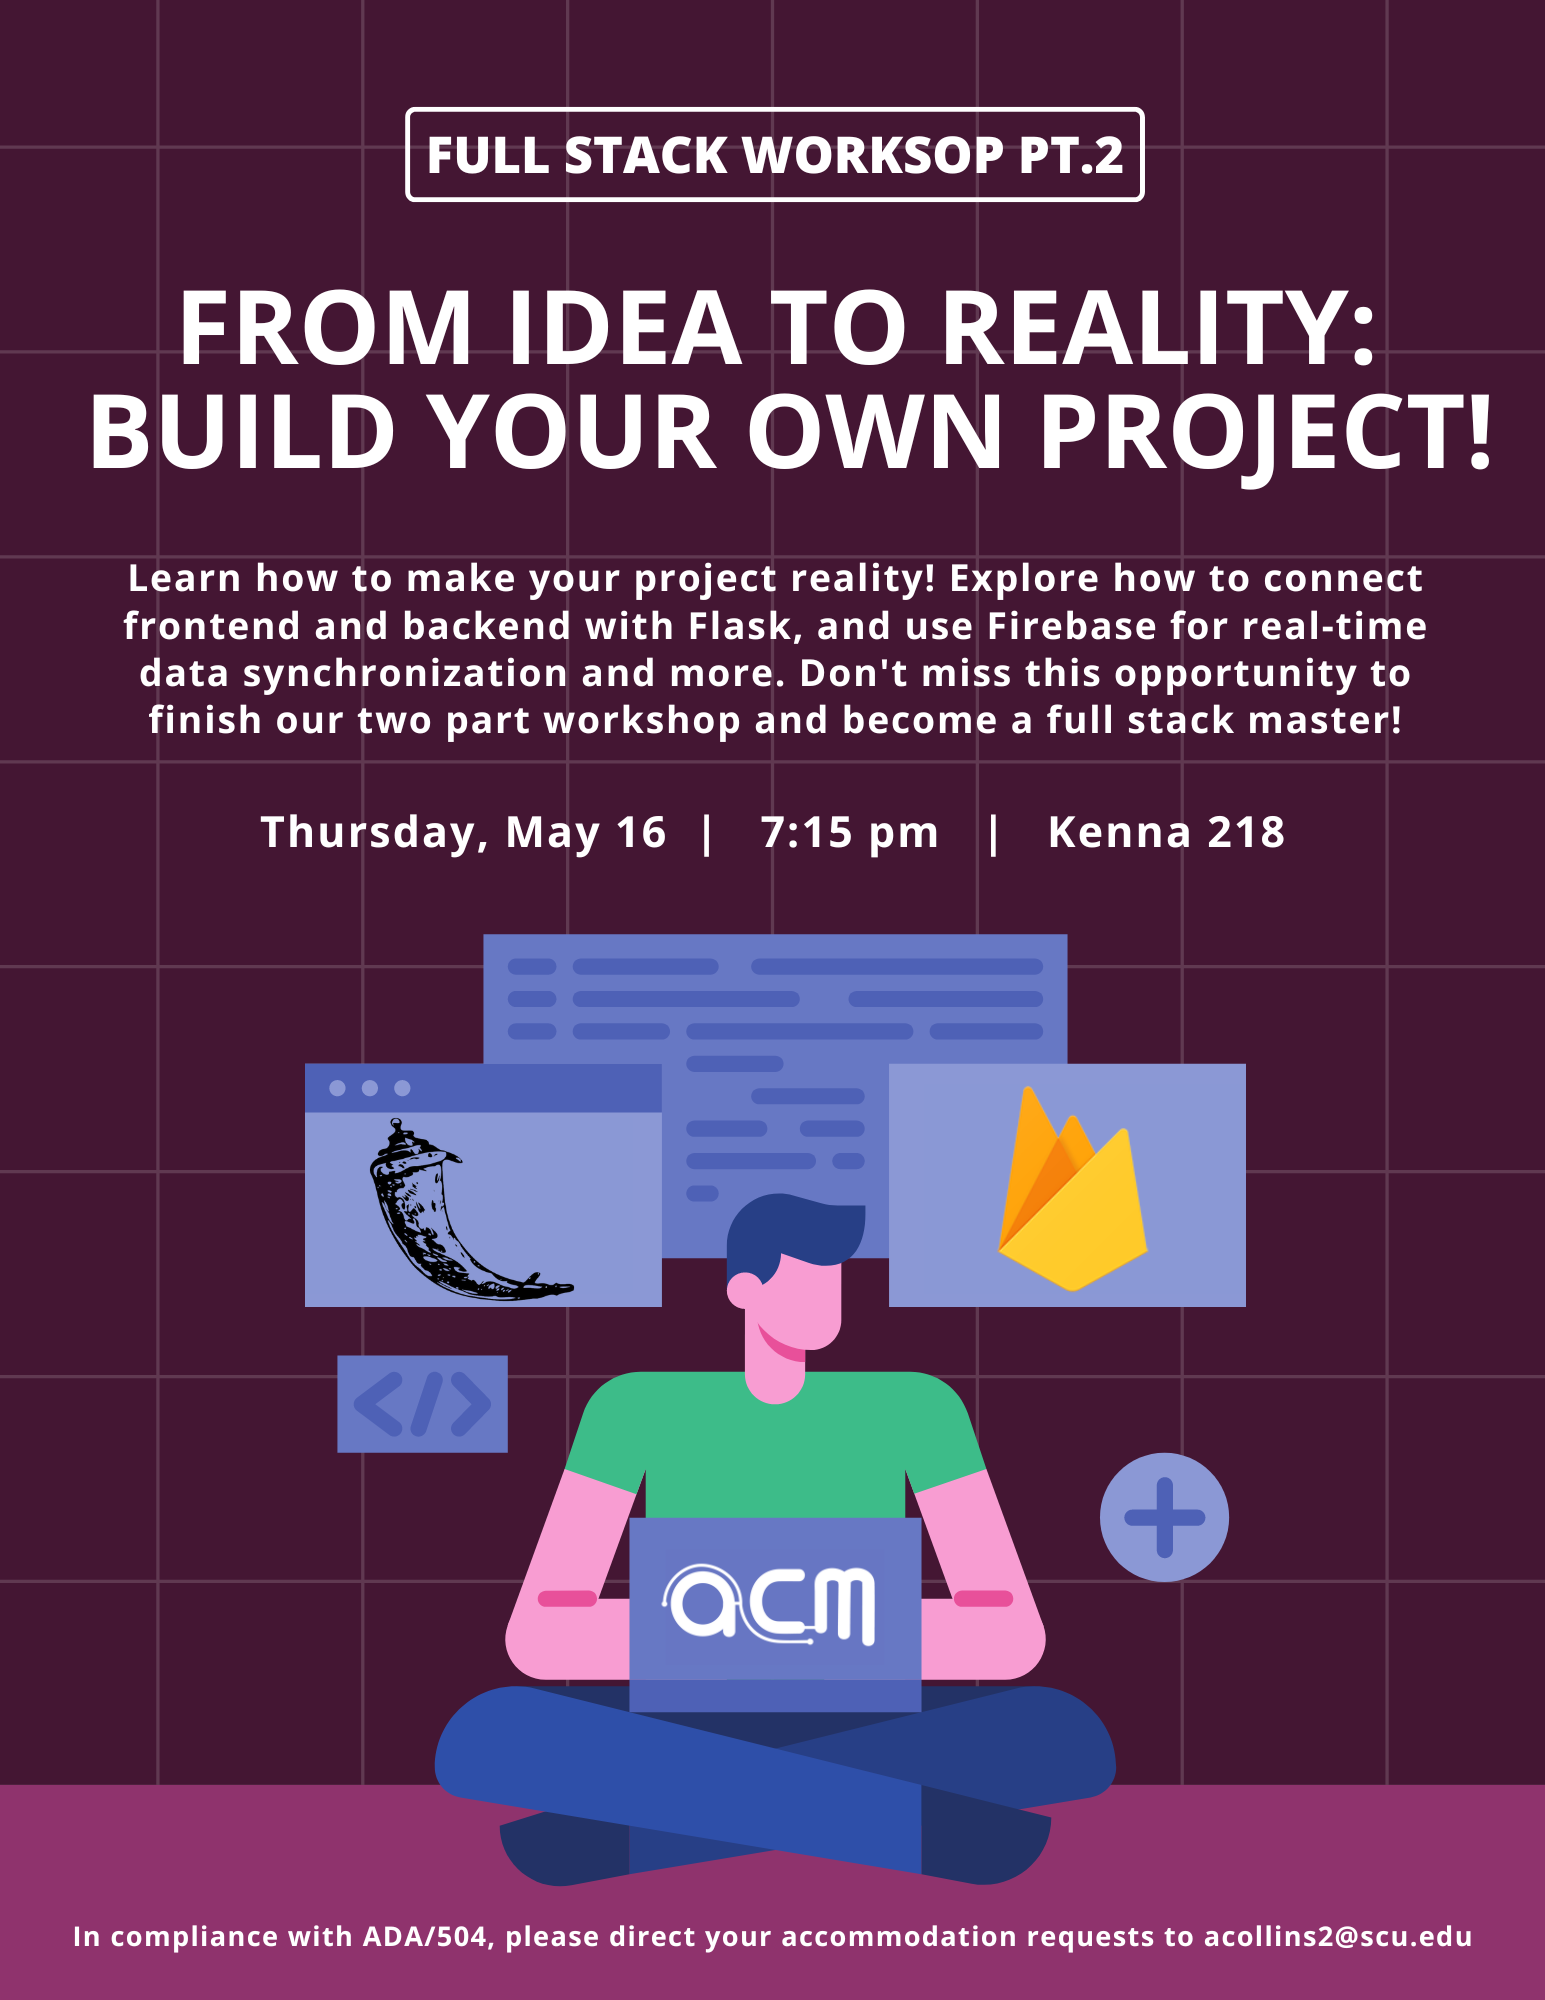 FULL STACK WORKSOP PT.2
FROM IDEA TO REALITY:
BUILD YOUR OWN PROJECT!
Learn how to make your project reality! Explore how to connect
frontend and backend with Flask, and use Firebase for real-time
data synchronization and more. Don't miss this opportunity to
finish our two part workshop and become a full stack master!
Thursday, May 16 | 7:15 pm | Kenna 218
</>
acm
In compliance with ADA/504, please direct your accommodation requests to acollins2@scu.edu